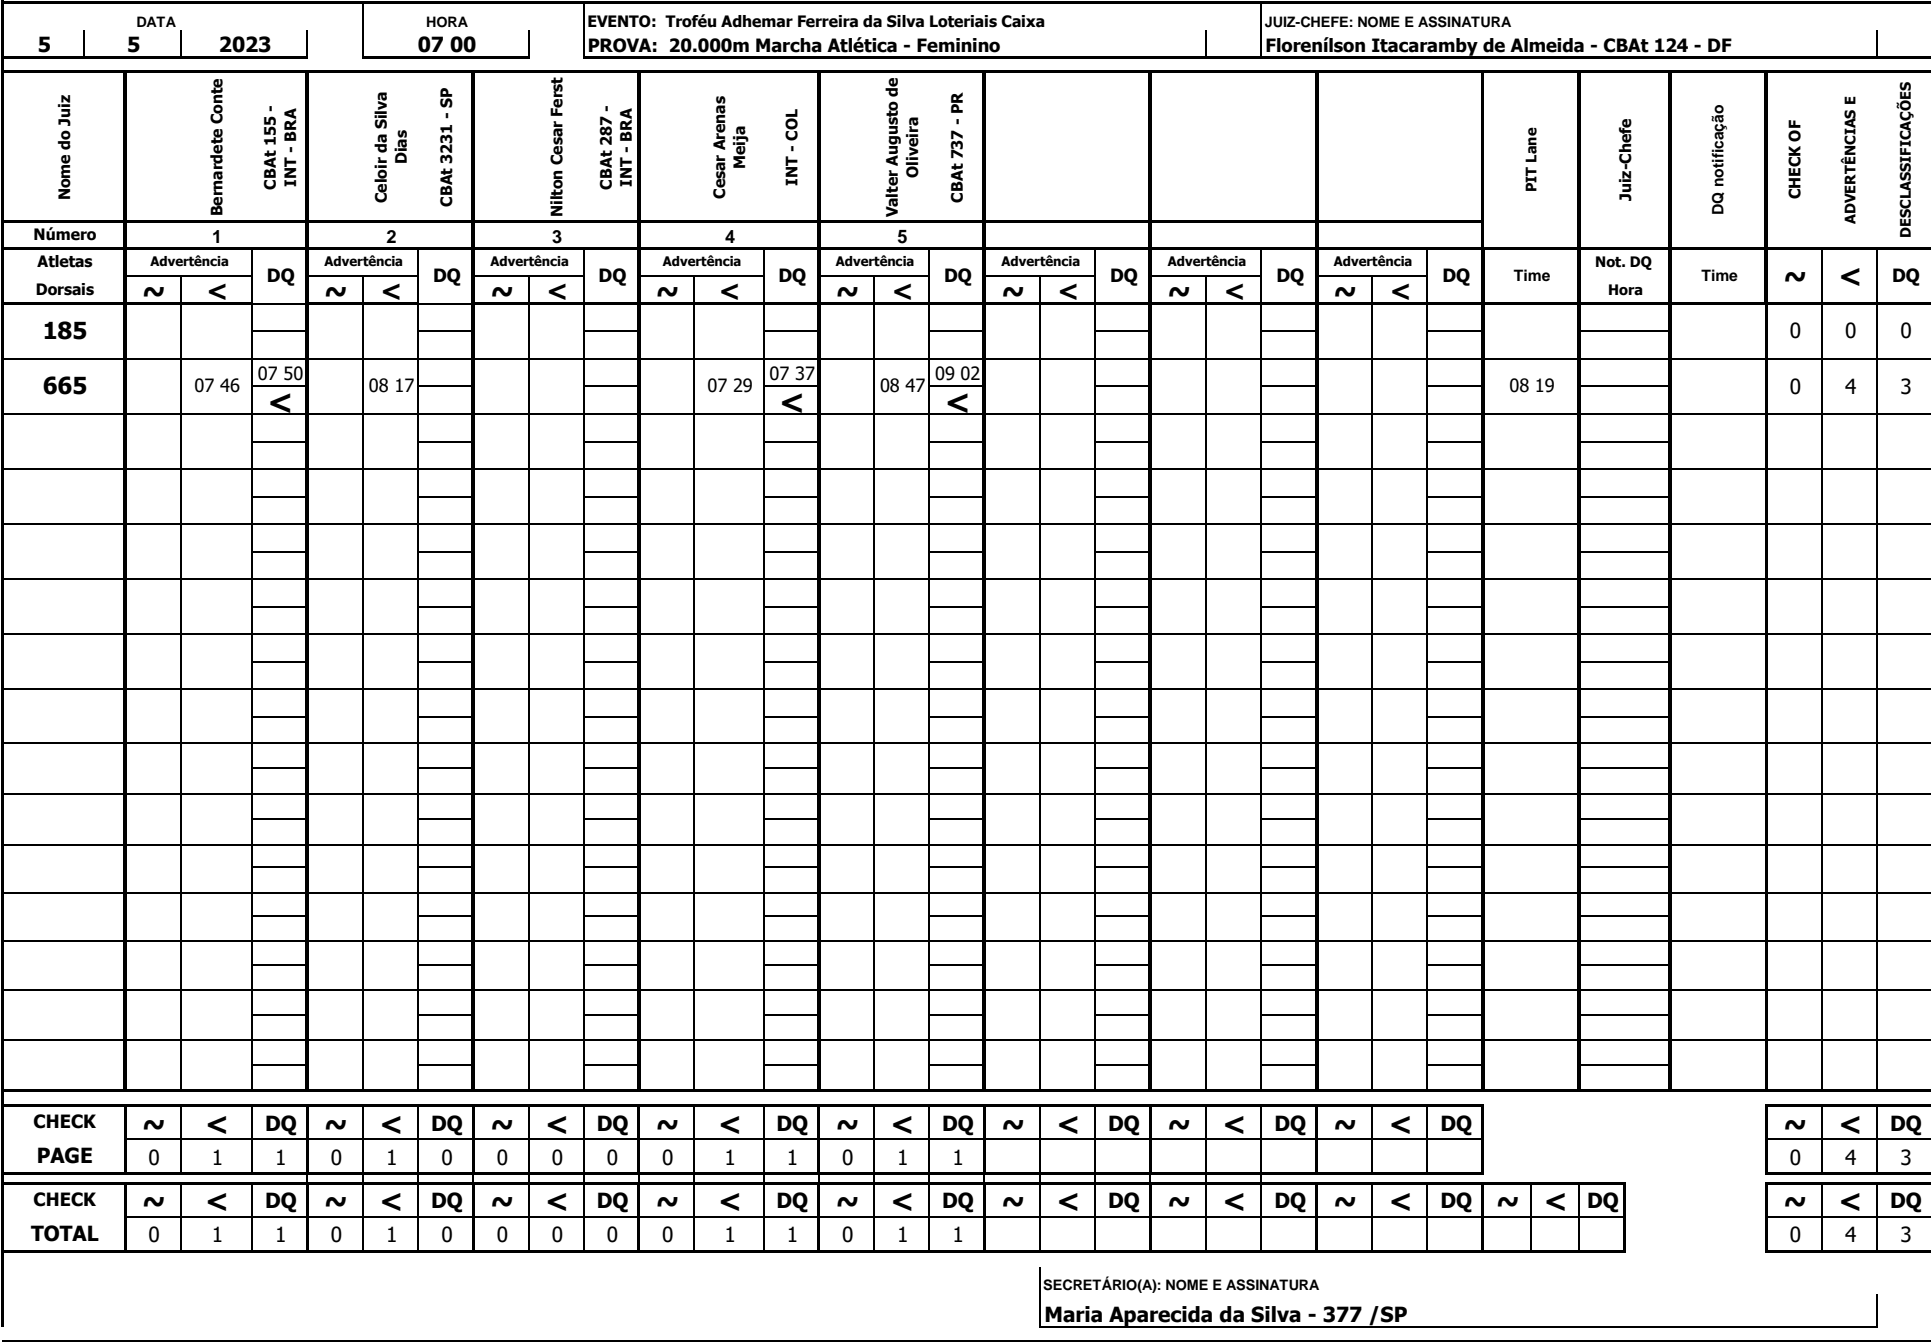 DATA HORA EVENTO: Troféu Adhemar Ferreira da Silva Loteriais Caixa JUIZ-CHEFE: NOME E ASSINATURA
5 5 2023 07 00 PROVA: 20.000m Marcha Atlética - Feminino Florenílson Itacaramby de Almeida - CBAt 124 - DF
Nome do Juiz
Bernardete Conte
CBAt 155 -
INT - BRA
Celoir da Silva
Dias
CBAt 3231 - SP
Nilton Cesar Ferst
CBAt 287 -
INT - BRA
Cesar Arenas
Meija
INT - COL
Valter Augusto de
Oliveira
CBAt 737 - PR
PIT Lane
Juiz-Chefe
DQ notificação
CHECK OF
ADVERTÊNCIAS E
DESCLASSIFICAÇÕES
Número 1 2 3 4 5
Atletas Advertência DQ Advertência DQ Advertência DQ Advertência DQ Advertência DQ Advertência DQ Advertência DQ Advertência DQ Time Not. DQ Time ~ < DQ
Dorsais ~ < ~ < ~ < ~ < ~ < ~ < ~ < ~ < Hora
185 0 0 0
665 07 46 07 50 08 17 07 29 07 37 08 47 09 02 08 19 0 4 3
< < <
CHECK ~ < DQ ~ < DQ ~ < DQ ~ < DQ ~ < DQ ~ < DQ ~ < DQ ~ < DQ ~ < DQ
PAGE 0 1 1 0 1 0 0 0 0 0 1 1 0 1 1 0 4 3
CHECK ~ < DQ ~ < DQ ~ < DQ ~ < DQ ~ < DQ ~ < DQ ~ < DQ ~ < DQ ~ < DQ ~ < DQ
TOTAL 0 1 1 0 1 0 0 0 0 0 1 1 0 1 1 0 4 3
SECRETÁRIO(A): NOME E ASSINATURA
Maria Aparecida da Silva - 377 /SP